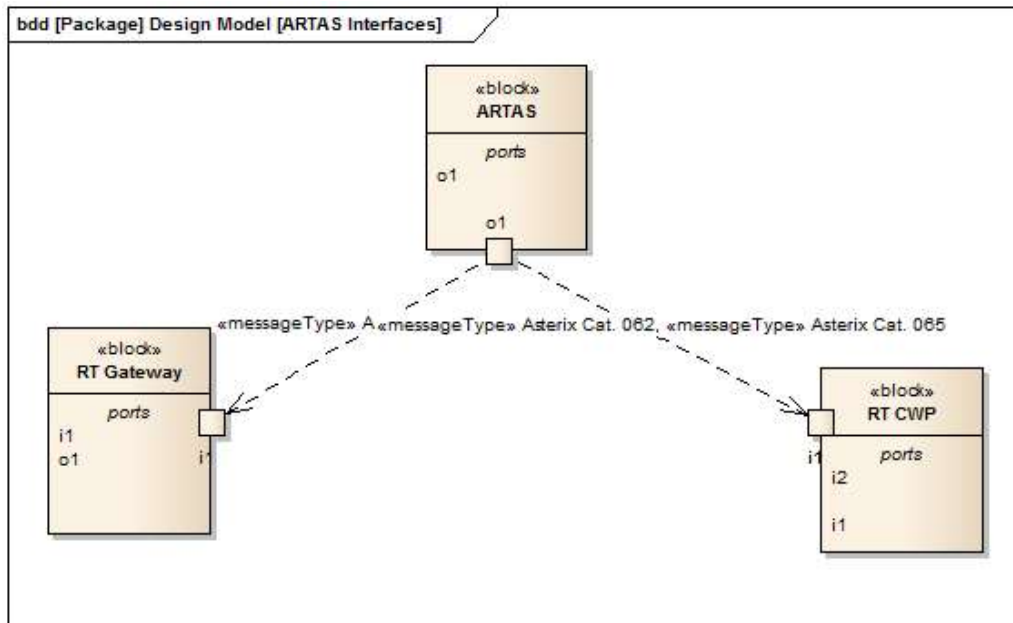 bdd [Package] Design Model [ARTAS Interfaces]
«block»
ARTAS
ports
o1
o1
«messageType» A
«messageType» Asterix Cat. 062, «messageType» Asterix Cat. 065
«block»
RT Gateway
ports
i1
o1
i1
«block»
RT CWP
i1
ports
i2
i1